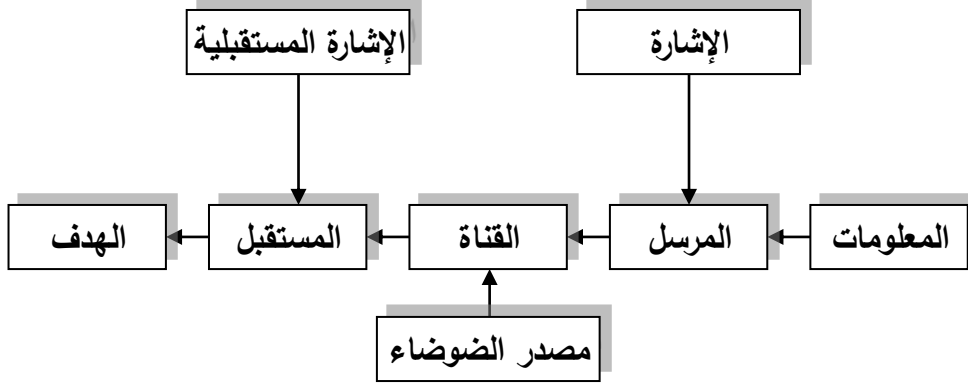 الإشارة
الإشارة المستقبلية
المعلومات
المرسل
القناة
المستقبل
الهدف
مصدر الضوضاء